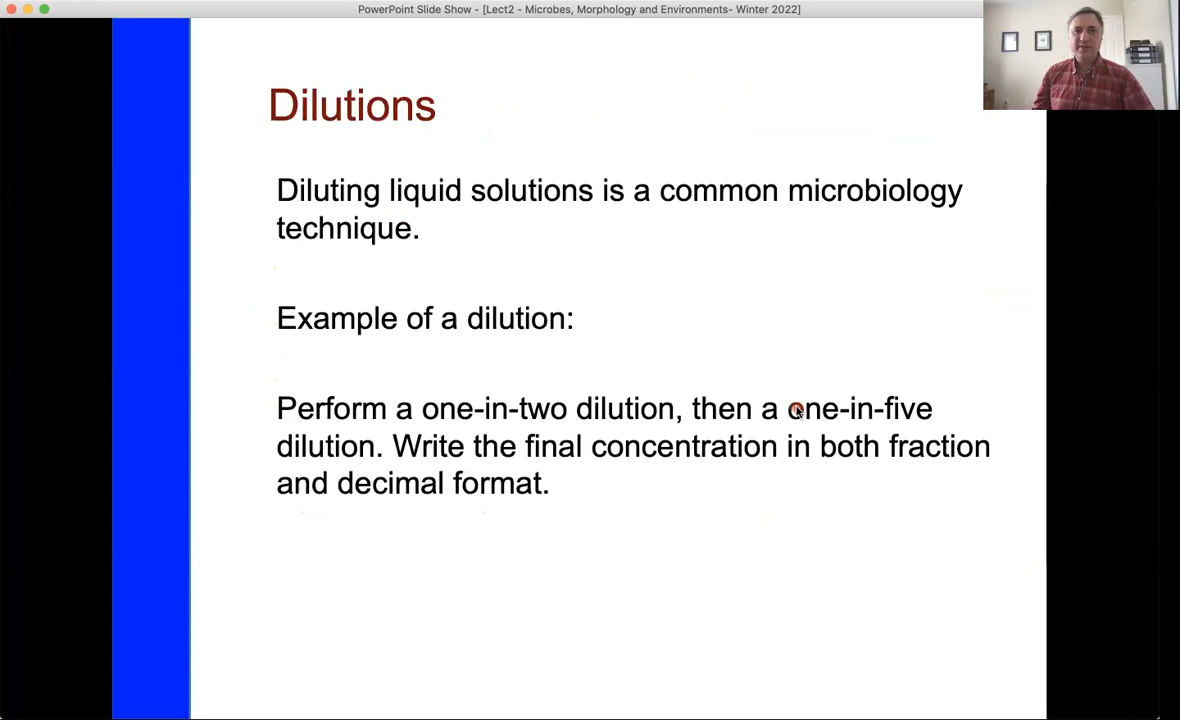 PowerPoint Slide Show - [Lect2 - Microbes, Morphology and Environments- Winter 2022]
Dilutions
Diluting liquid solutions is a common microbiology
technique.
Example of a dilution:
Perform a one-in-two dilution, then a one-in-five
dilution. Write the final concentration in both fraction
and decimal format.